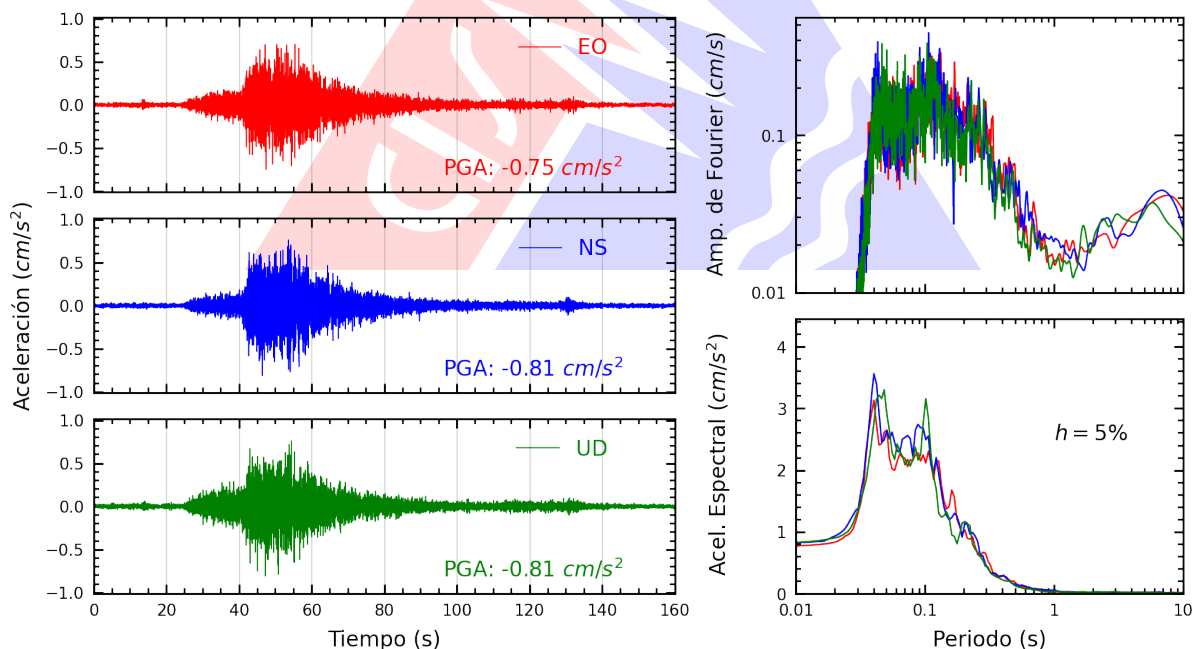 Aceleración (cm/s²)
1.0
0.5
0.0
−0.5
−1.0
EO
PGA: -0.75 cm/s²
1.0
0.5
0.0
−0.5
−1.0
NS
PGA: -0.81 cm/s²
1.0
0.5
0.0
−0.5
−1.0
UD
PGA: -0.81 cm/s²
0 20 40 60 80 100 120 140 160
Tiempo (s)
Amp. de Fourier (cm/s)
0.1
0.01
Acel. Espectral (cm/s²)
4
3
2
1
0
h = 5%
0.01 0.1 1 10
Periodo (s)